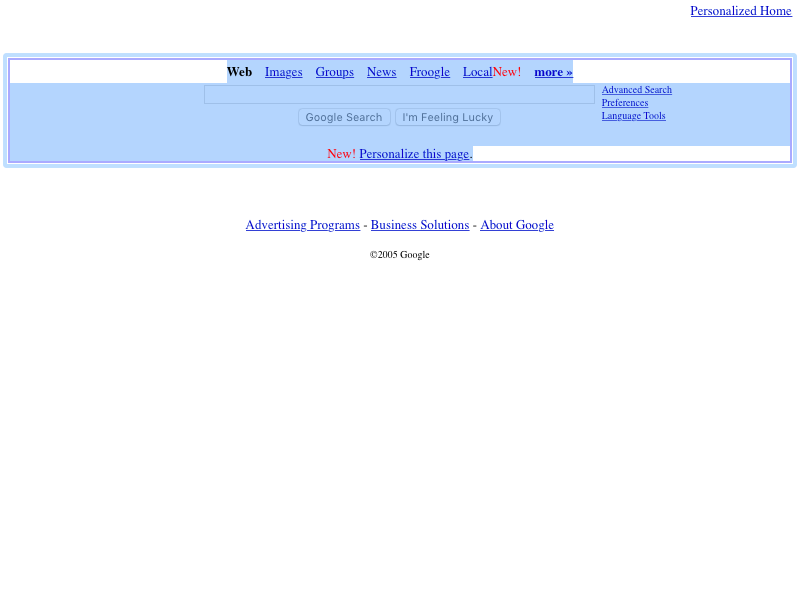 Personalized Home
Web Images Groups News Froogle LocalNew! more »
Advanced Search
Preferences
Language Tools
Google Search I'm Feeling Lucky
New! Personalize this page.
Advertising Programs - Business Solutions - About Google
©2005 Google